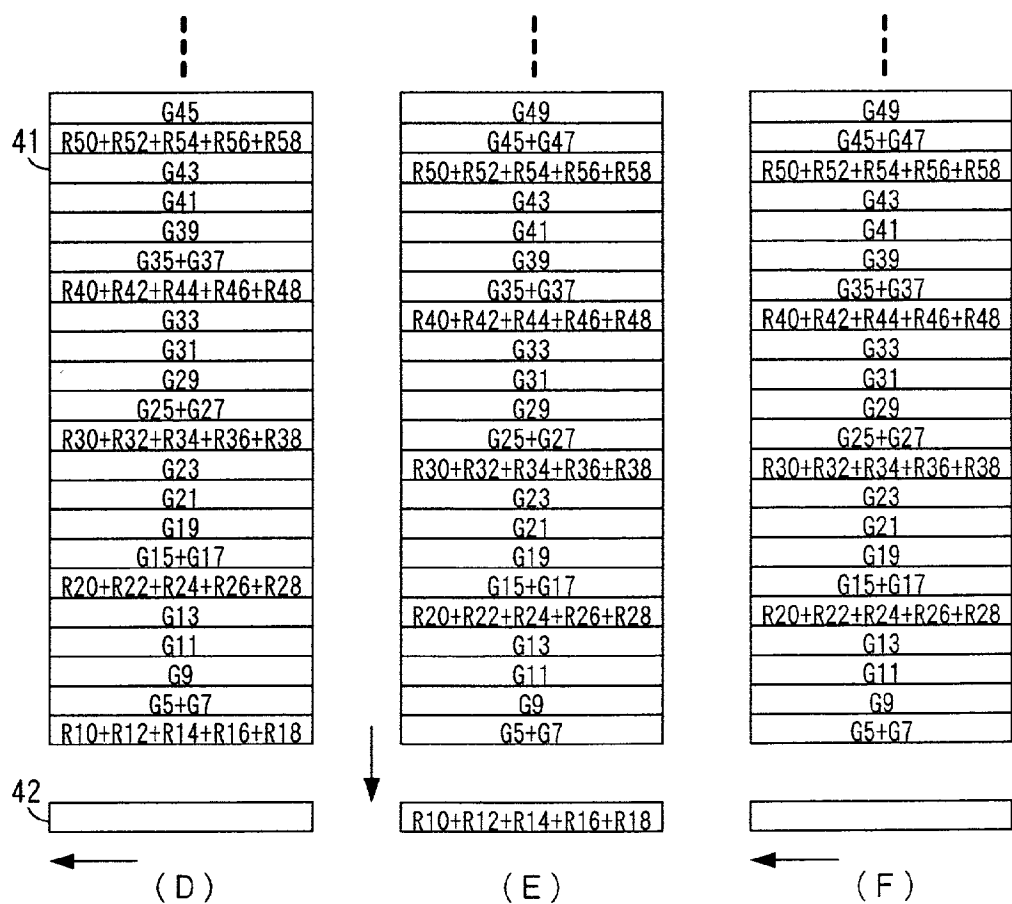 G45
R50+R52+R54+R56+R58
G43
G41
G39
G35+G37
R40+R42+R44+R46+R48
G33
G31
G29
G25+G27
R30+R32+R34+R36+R38
G23
G21
G19
G15+G17
R20+R22+R24+R26+R28
G13
G11
G9
G5+G7
R10+R12+R14+R16+R18
41
42
(D)
G49
G45+G47
R50+R52+R54+R56+R58
G43
G41
G39
G35+G37
R40+R42+R44+R46+R48
G33
G31
G29
G25+G27
R30+R32+R34+R36+R38
G23
G21
G19
G15+G17
R20+R22+R24+R26+R28
G13
G11
G9
G5+G7
R10+R12+R14+R16+R18
(E)
G49
G45+G47
R50+R52+R54+R56+R58
G43
G41
G39
G35+G37
R40+R42+R44+R46+R48
G33
G31
G29
G25+G27
R30+R32+R34+R36+R38
G23
G21
G19
G15+G17
R20+R22+R24+R26+R28
G13
G11
G9
G5+G7
(F)